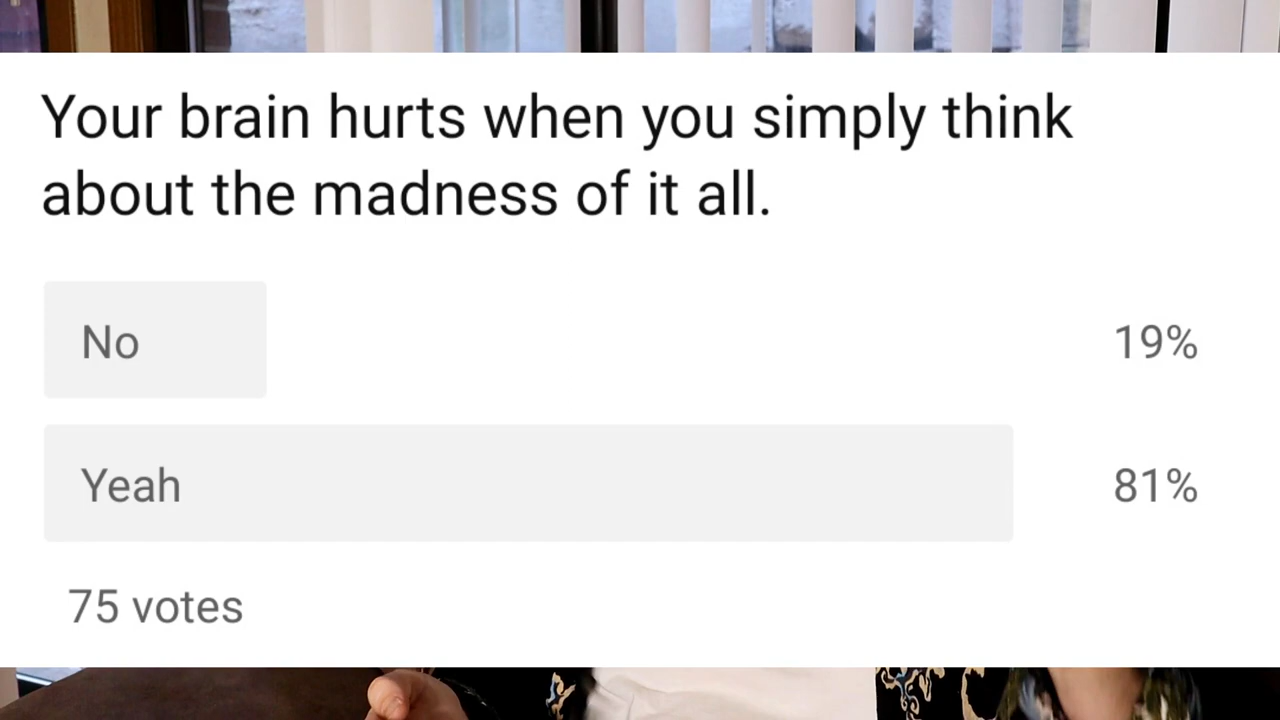 Your brain hurts when you simply think
about the madness of it all.
No 19%
Yeah 81%
75 votes